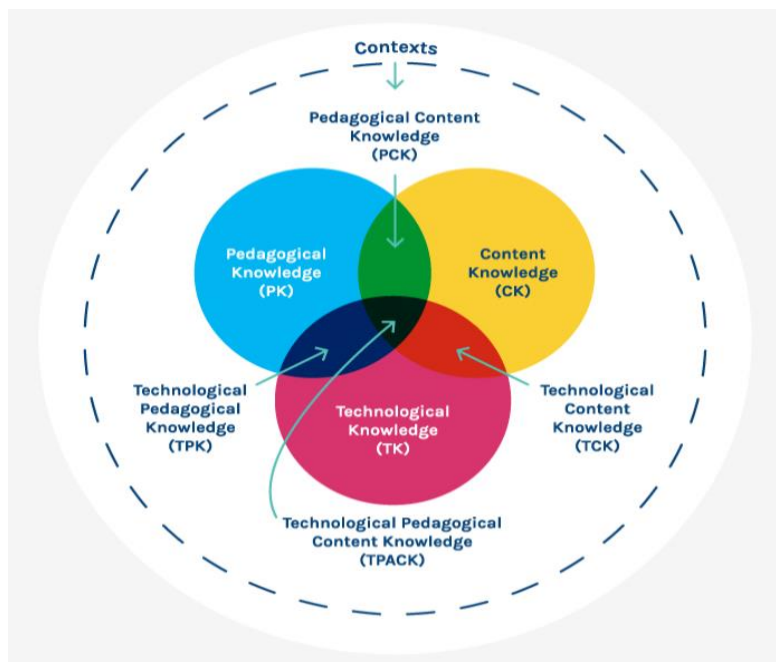 Contexts
Pedagogical Content
Knowledge
(PCK)
Pedagogical
Knowledge
(PK)
Content
Knowledge
(CK)
Technological
Pedagogical
Knowledge
(TPK)
Technological
Knowledge
(TK)
Technological
Content
Knowledge
(TCK)
Technological Pedagogical
Content Knowledge
(TPACK)